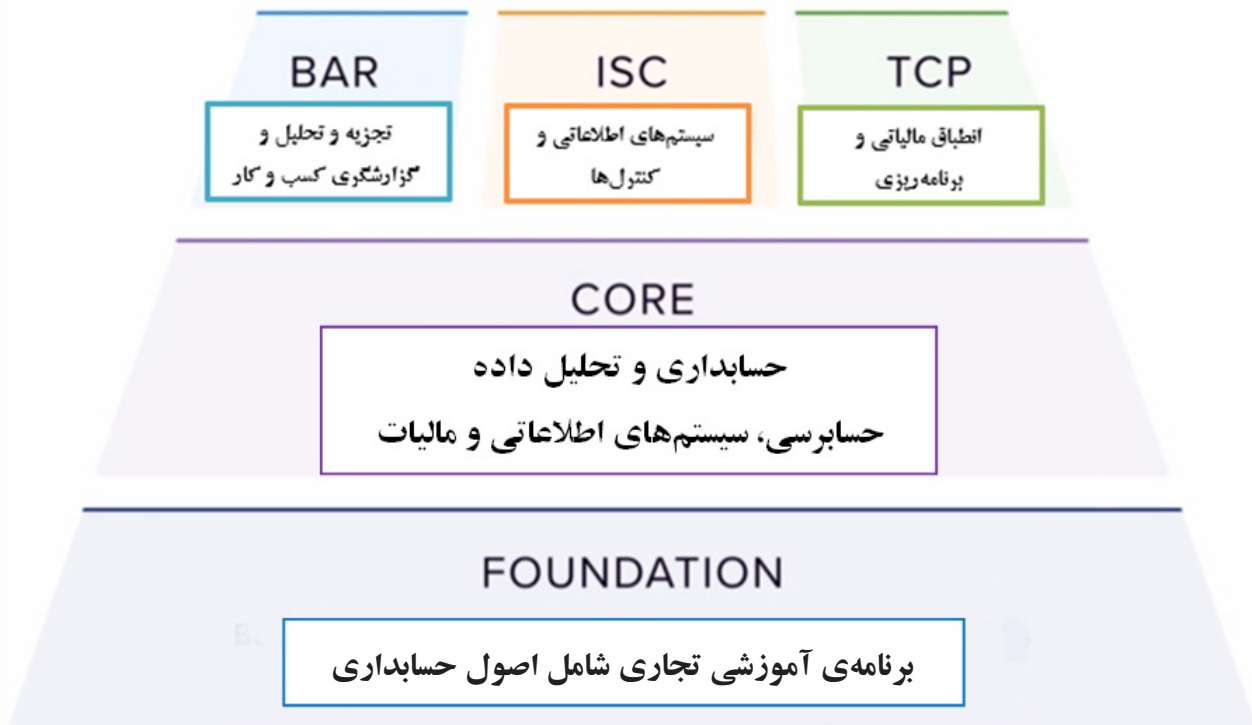 BAR
تجزیه و تحلیل و
گزارشگری کسب و کار
ISC
سیستم‌های اطلاعاتی و
کنترل‌ها
TCP
انطباق مالیاتی و
برنامه‌ریزی
CORE
حسابداری و تحلیل داده
حسابرسی، سیستم‌های اطلاعاتی و مالیات
FOUNDATION
برنامه‌ی آموزشی تجاری شامل اصول حسابداری